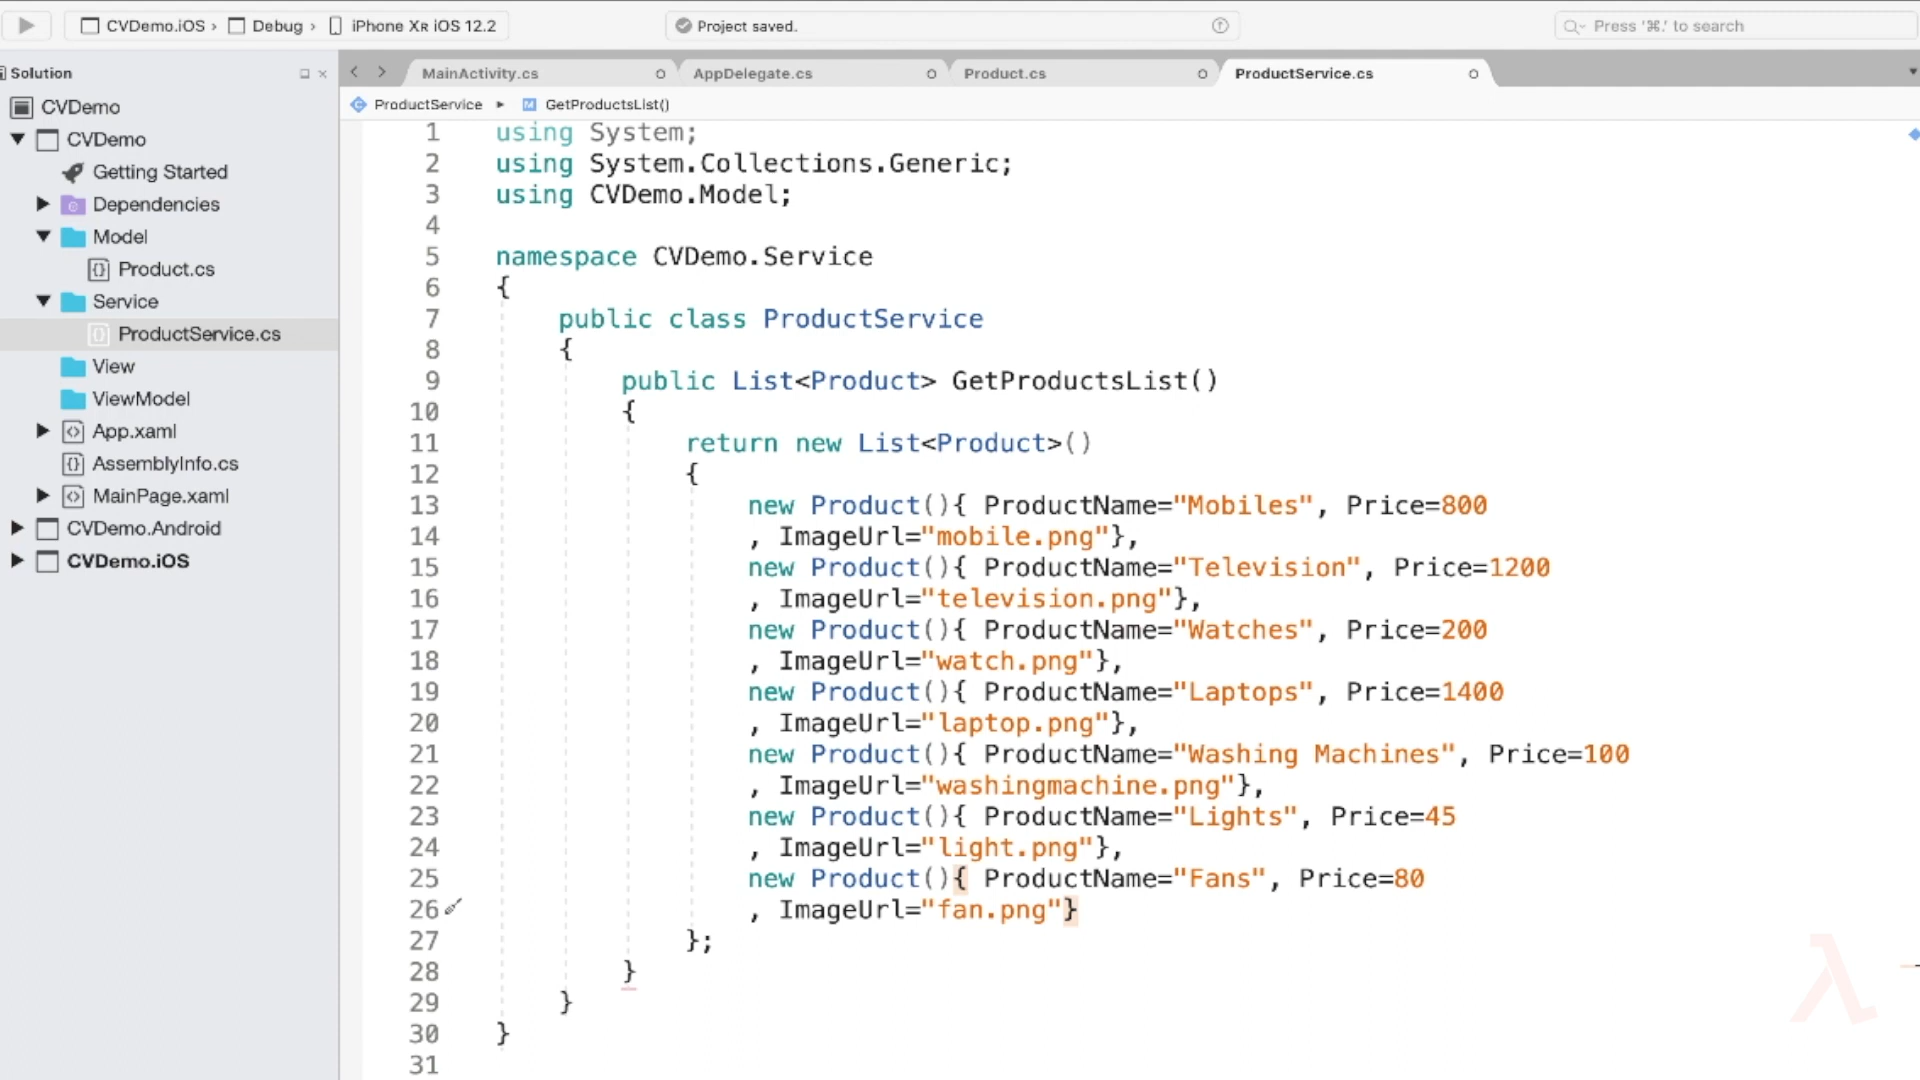 CVDemo.iOS › Debug › iPhone XR iOS 12.2
Project saved.
Press '⌘.' to search
Solution
MainActivity.cs
AppDelegate.cs
Product.cs
ProductService.cs
ProductService ▸ M GetProductsList()
CVDemo
CVDemo
Getting Started
Dependencies
Model
Product.cs
Service
ProductService.cs
View
ViewModel
App.xaml
AssemblyInfo.cs
MainPage.xaml
CVDemo.Android
CVDemo.iOS
1 using System;
2 using System.Collections.Generic;
3 using CVDemo.Model;
4
5 namespace CVDemo.Service
6 {
7 public class ProductService
8 {
9 public List<Product> GetProductsList()
10 {
11 return new List<Product>()
12 {
13 new Product(){ ProductName="Mobiles", Price=800
14 , ImageUrl="mobile.png"},
15 new Product(){ ProductName="Television", Price=1200
16 , ImageUrl="television.png"},
17 new Product(){ ProductName="Watches", Price=200
18 , ImageUrl="watch.png"},
19 new Product(){ ProductName="Laptops", Price=1400
20 , ImageUrl="laptop.png"},
21 new Product(){ ProductName="Washing Machines", Price=100
22 , ImageUrl="washingmachine.png"},
23 new Product(){ ProductName="Lights", Price=45
24 , ImageUrl="light.png"},
25 new Product(){ ProductName="Fans", Price=80
26 , ImageUrl="fan.png"}
27 };
28 }
29 }
30 }
31
λ